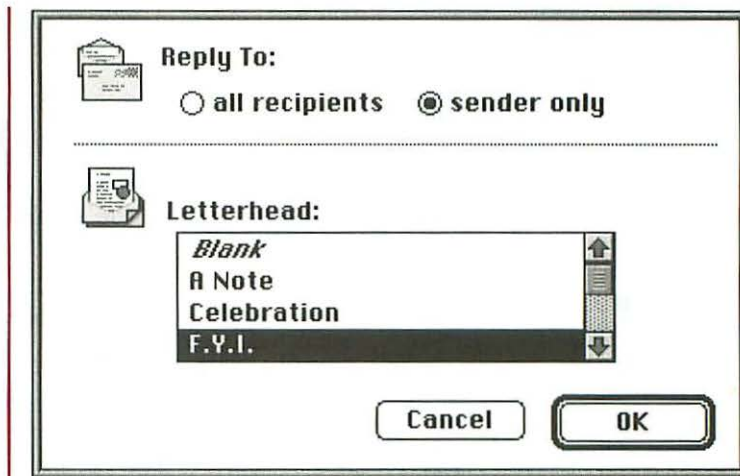 Reply To:
all recipients sender only
Letterhead:
Blank
A Note
Celebration
F.Y.I.
Cancel OK